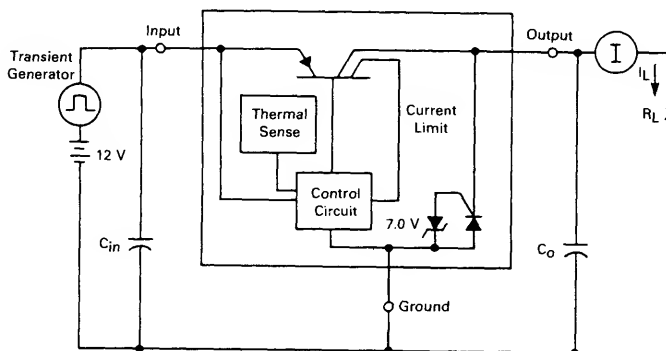 Input
Output
Transient
Generator
I
I_L
R_L
Thermal
Sense
Current
Limit
12 V
Control
Circuit
7.0 V
C_in
C_o
Ground